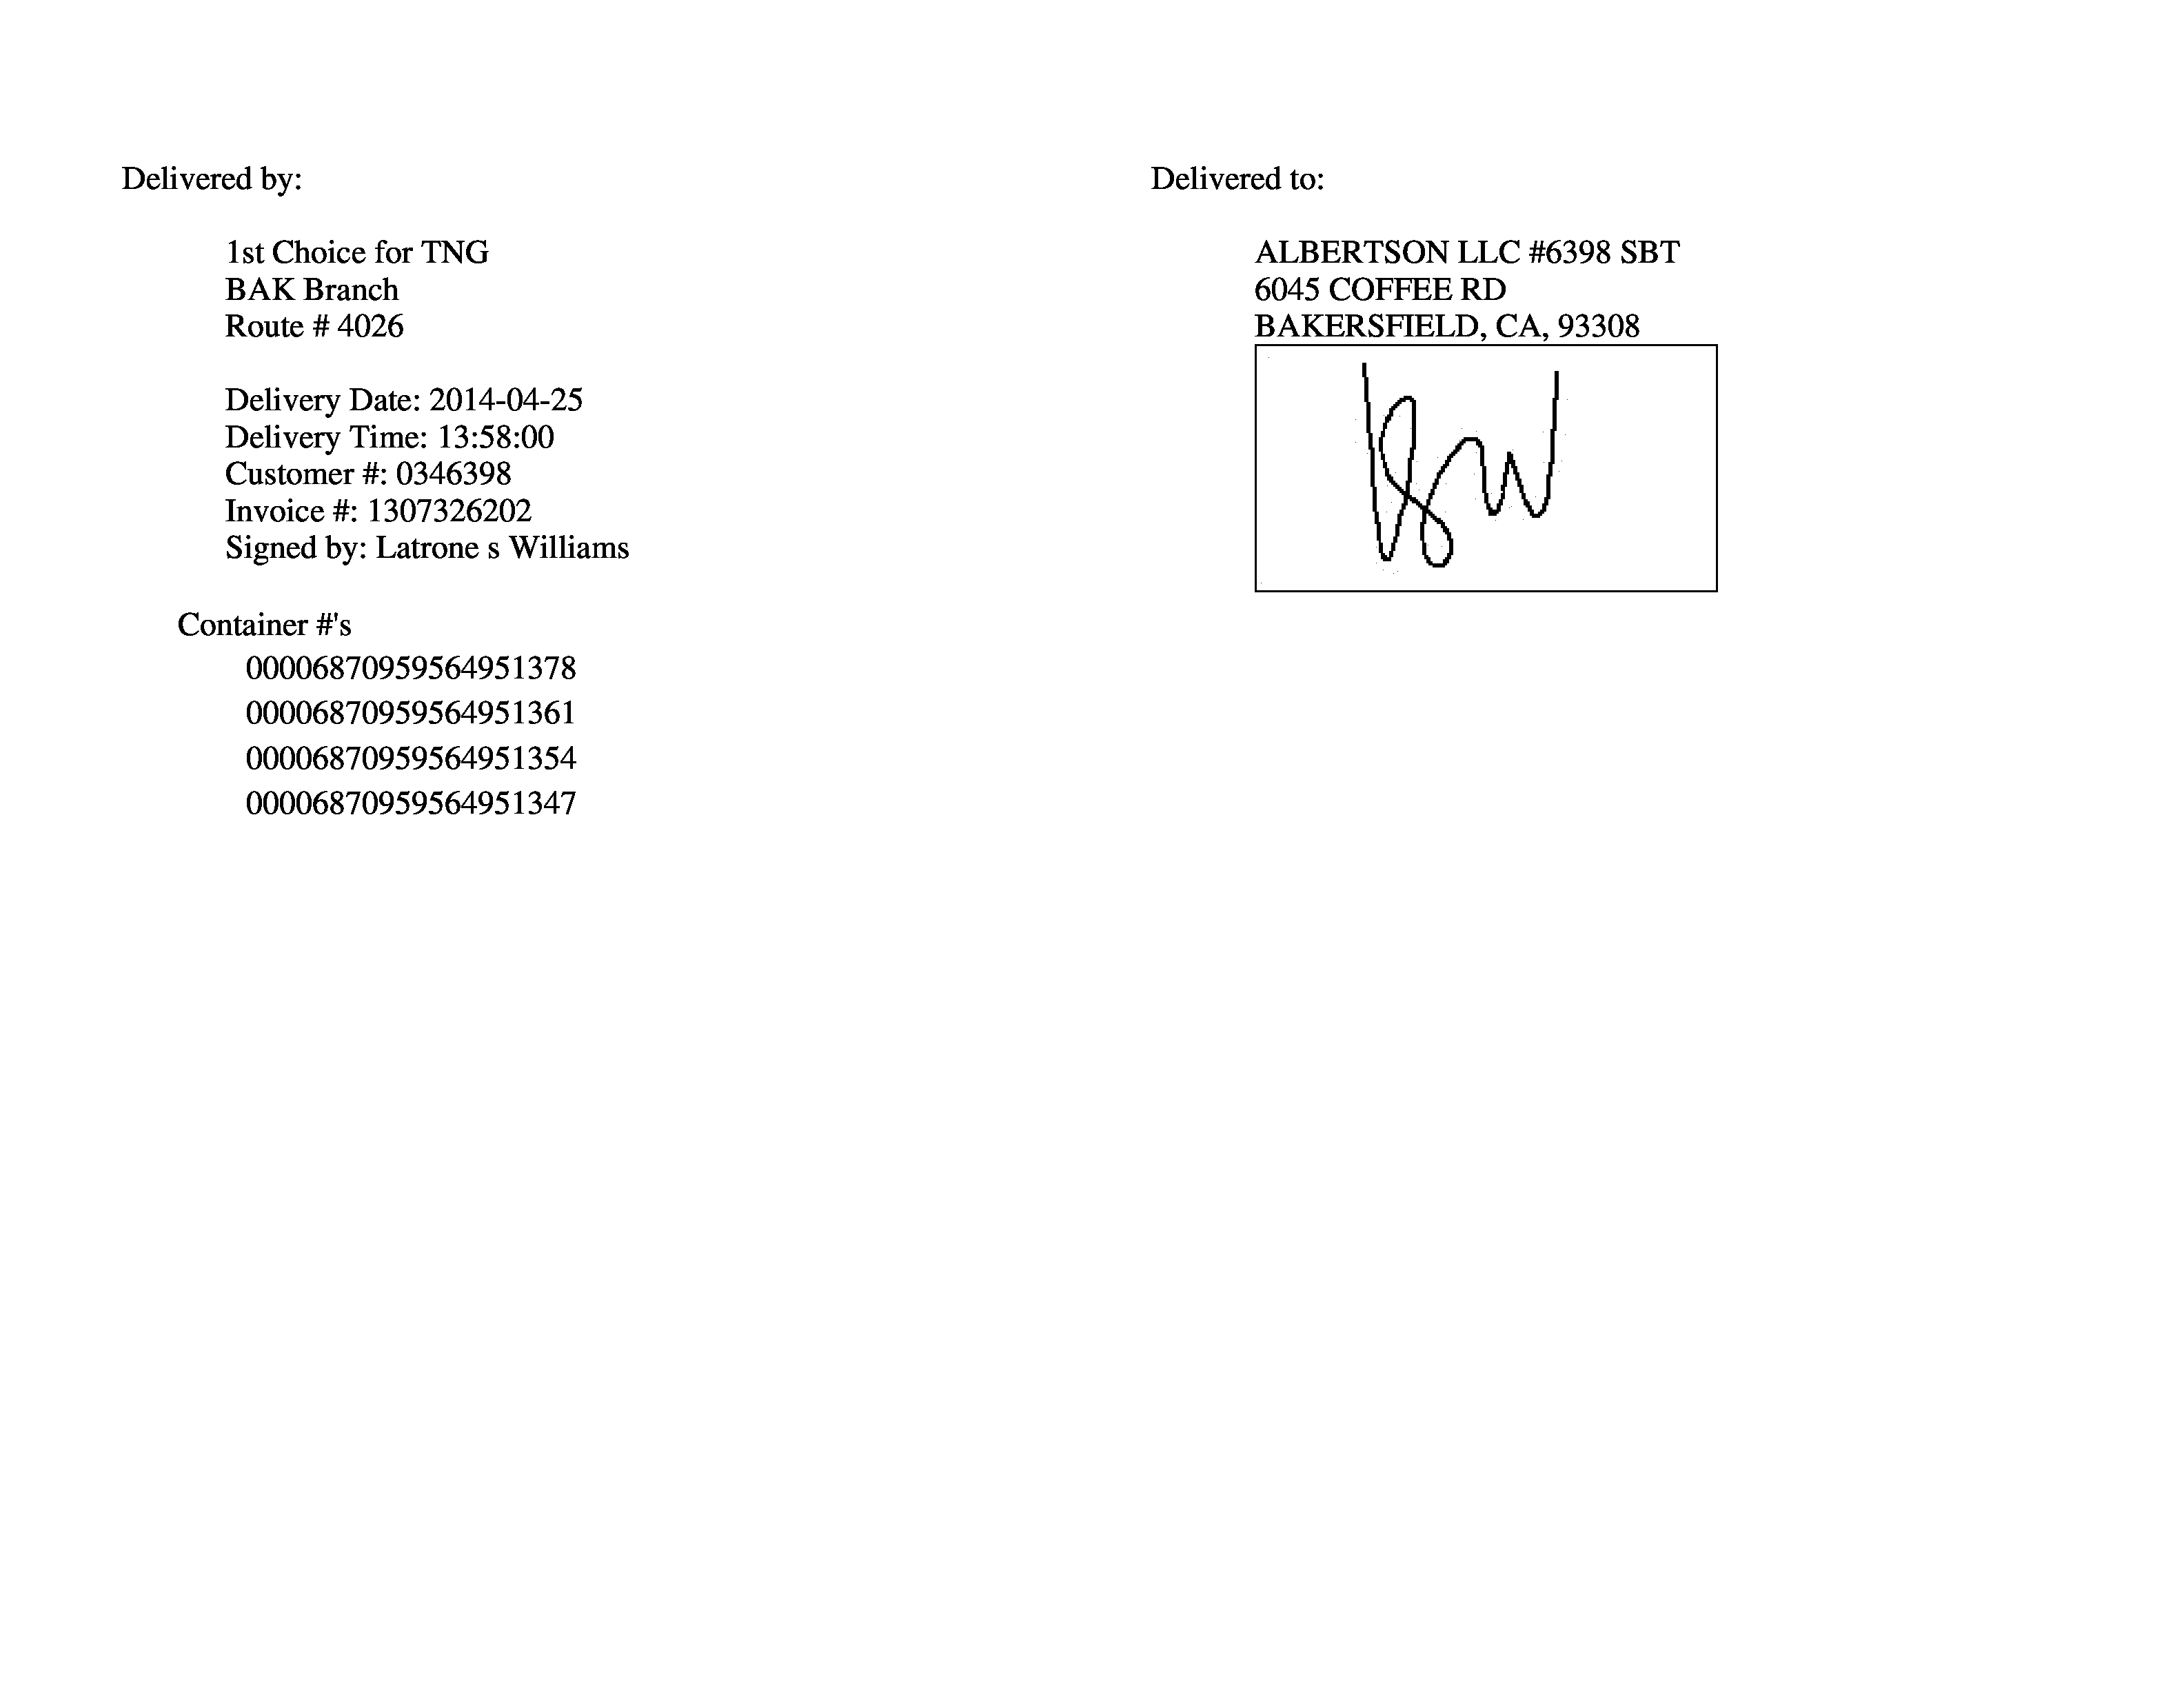 Delivered by:
1st Choice for TNG
BAK Branch
Route # 4026
Delivery Date: 2014-04-25
Delivery Time: 13:58:00
Customer #: 0346398
Invoice #: 1307326202
Signed by: Latrone s Williams
Container #'s
00006870959564951378
00006870959564951361
00006870959564951354
00006870959564951347
Delivered to:
ALBERTSON LLC #6398 SBT
6045 COFFEE RD
BAKERSFIELD, CA, 93308